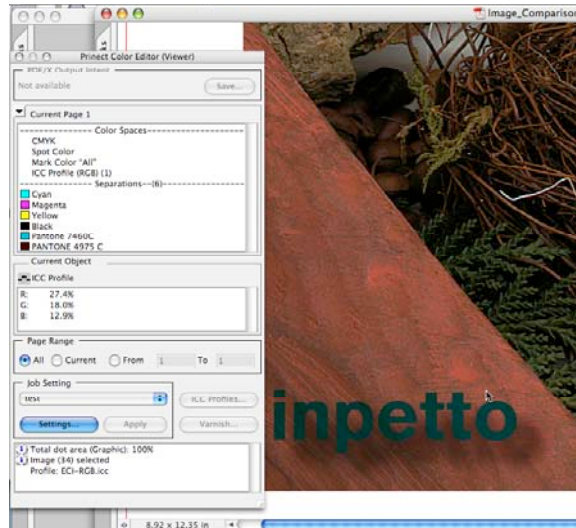 Image_Comparison
Prinect Color Editor (Viewer)
PDF/X Output Intent
Not available
Save...
Current Page 1
Color Spaces
CMYK
Spot Color
Mark Color "All"
ICC Profile (RGB) (1)
Separations--(6)
Cyan
Magenta
Yellow
Black
Pantone 7460C
PANTONE 4975 C
Current Object
ICC Profile
R: 27.4%
G: 18.0%
B: 12.9%
Page Range
All Current From 1 To 1
Job Setting
test
ICC Profiles...
Settings... Apply Varnish...
inpetto
Total dot area (Graphic): 100%
Image (34) selected
Profile: ECI-RGB.icc
8.92 x 12.35 in